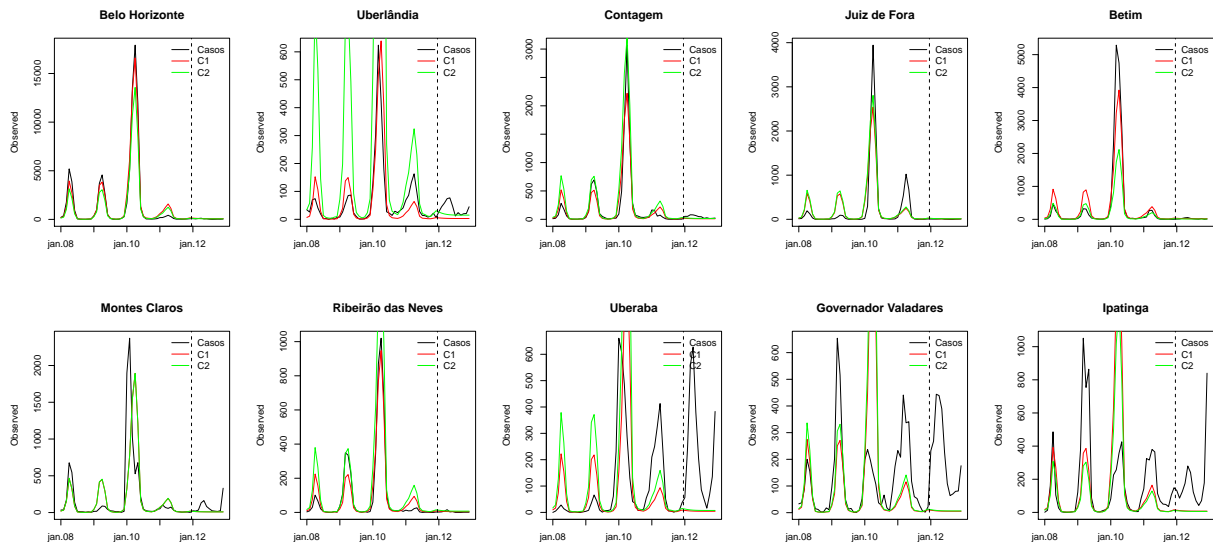 Belo Horizonte
Observed
0
5000
10000
15000
jan.08
jan.10
jan.12
Casos
C1
C2
Uberlândia
Observed
0
100
200
300
400
500
600
jan.08
jan.10
jan.12
Casos
C1
C2
Contagem
Observed
0
500
1000
2000
3000
jan.08
jan.10
jan.12
Casos
C1
C2
Juiz de Fora
Observed
0
1000
2000
3000
4000
jan.08
jan.10
jan.12
Casos
C1
C2
Betim
Observed
0
1000
2000
3000
4000
5000
jan.08
jan.10
jan.12
Casos
C1
C2
Montes Claros
Observed
0
500
1000
1500
2000
jan.08
jan.10
jan.12
Casos
C1
C2
Ribeirão das Neves
Observed
0
200
400
600
800
1000
jan.08
jan.10
jan.12
Casos
C1
C2
Uberaba
Observed
0
100
200
300
400
500
600
jan.08
jan.10
jan.12
Casos
C1
C2
Governador Valadares
Observed
0
100
200
300
400
500
600
jan.08
jan.10
jan.12
Casos
C1
C2
Ipatinga
Observed
0
200
400
600
800
1000
jan.08
jan.10
jan.12
Casos
C1
C2